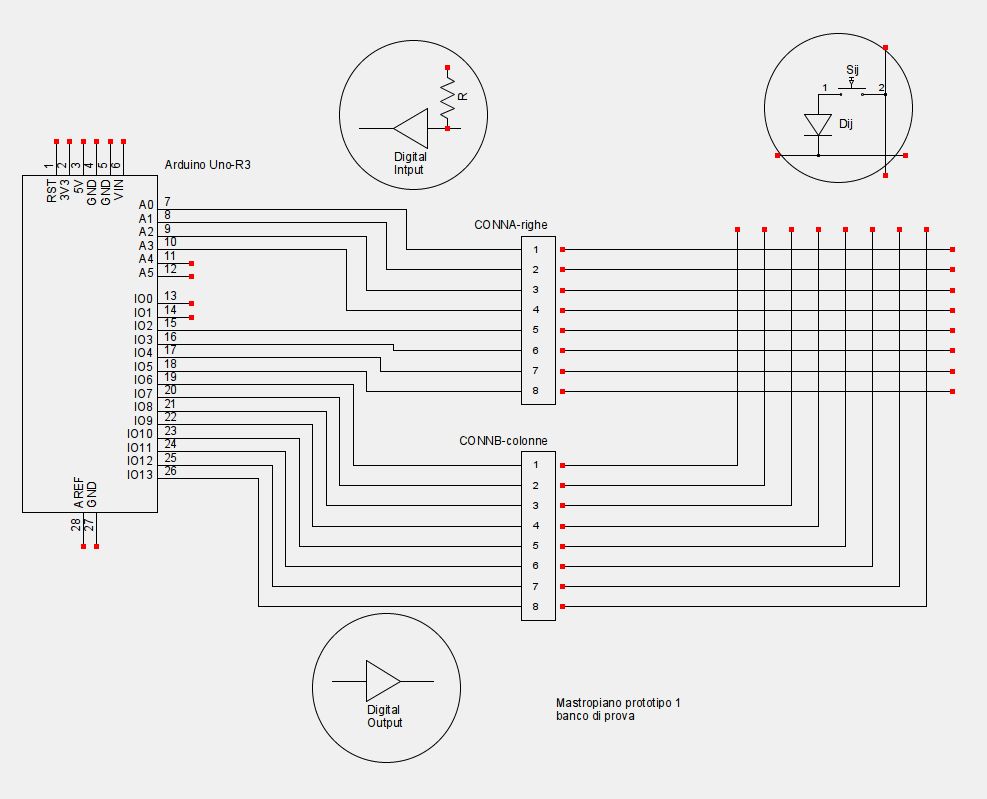 Sij
1
2
Dij
R
Digital
Intput
Arduino Uno-R3
1
2
3
4
5
6
RST
3V3
5V
GND
GND
VIN
A0 7
A1 8
A2 9
A3 10
A4 11
A5 12
IO0 13
IO1 14
IO2 15
IO3 16
IO4 17
IO5 18
IO6 19
IO7 20
IO8 21
IO9 22
IO10 23
IO11 24
IO12 25
IO13 26
AREF
GND
28
27
CONNA-righe
1
2
3
4
5
6
7
8
CONNB-colonne
1
2
3
4
5
6
7
8
Digital
Output
Mastropiano prototipo 1
banco di prova